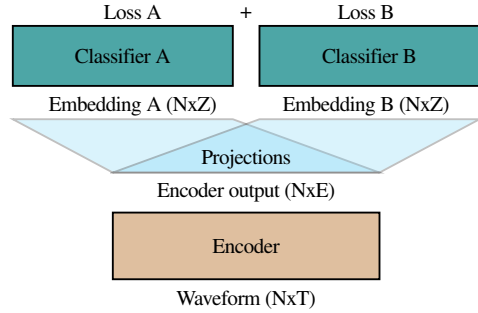 Loss A + Loss B
Classifier A Classifier B
Embedding A (NxZ) Embedding B (NxZ)
Projections
Encoder output (NxE)
Encoder
Waveform (NxT)